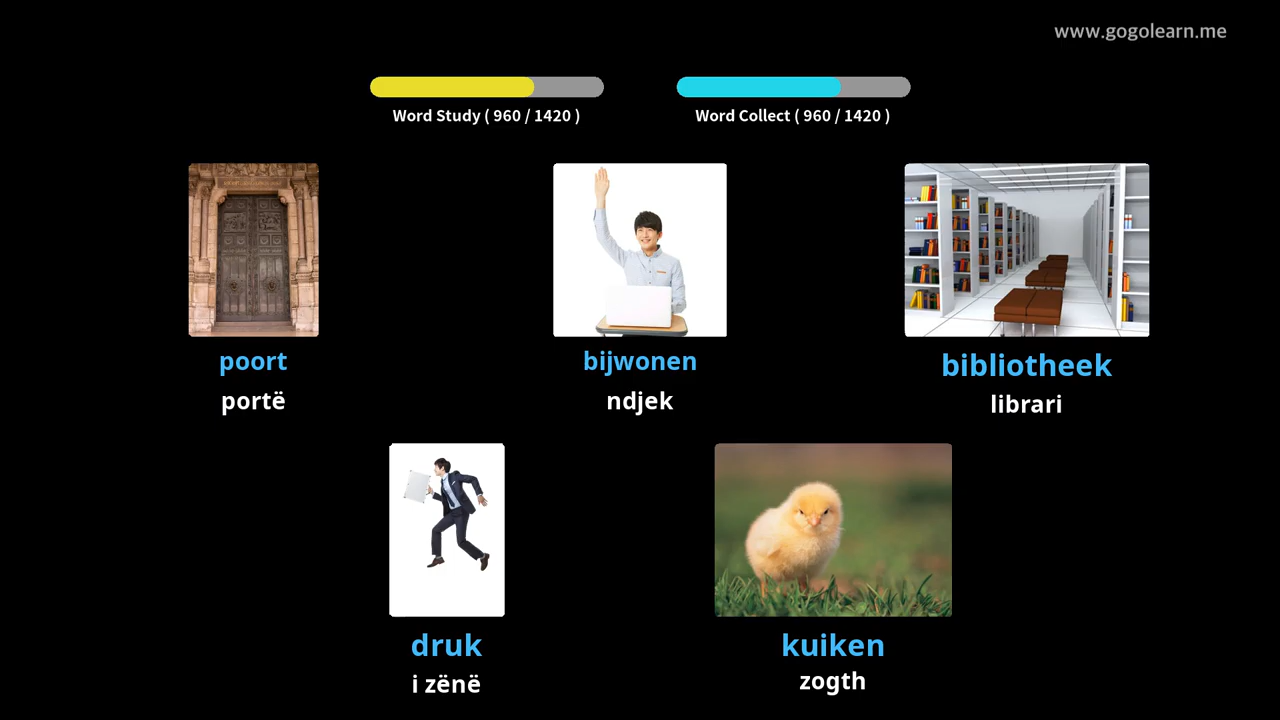 www.gogolearn.me
Word Study ( 960 / 1420 )
Word Collect ( 960 / 1420 )
poort
portë
bijwonen
ndjek
bibliotheek
librari
druk
i zënë
kuiken
zogth